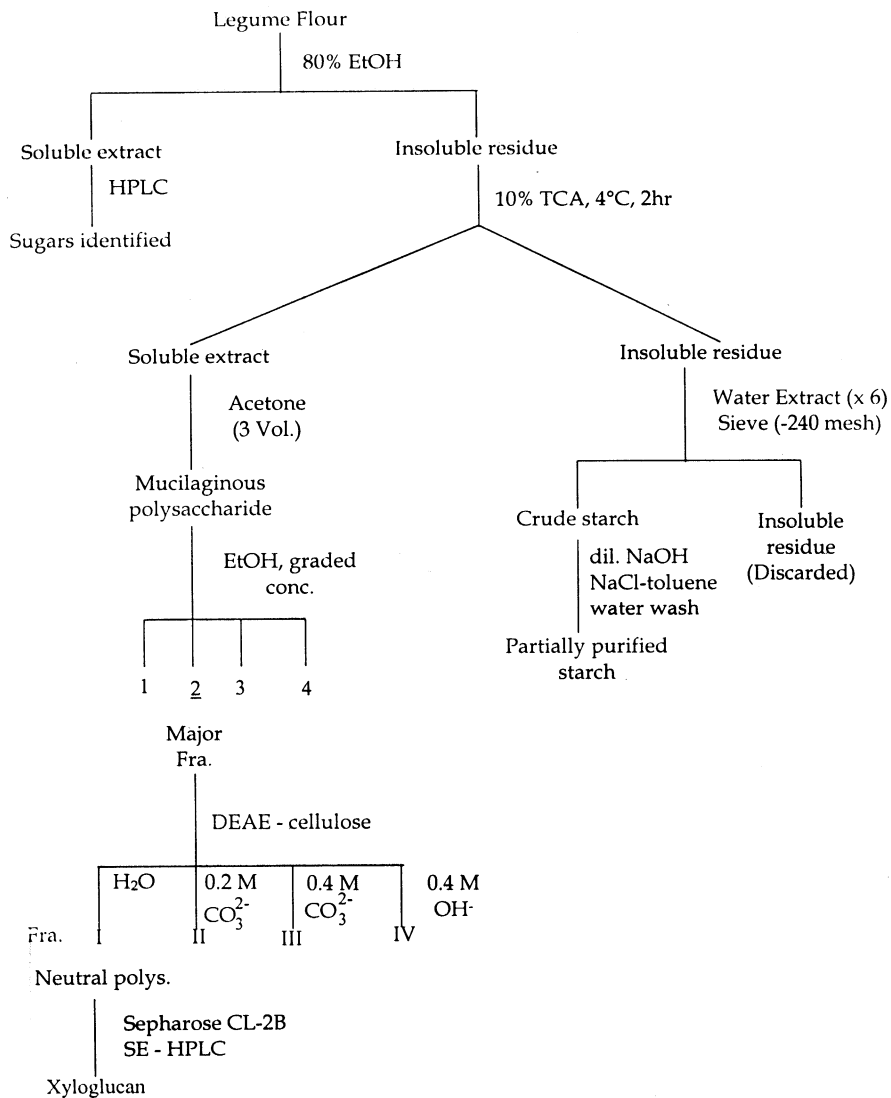 Legume Flour
80% EtOH
Soluble extract
Insoluble residue
HPLC
10% TCA, 4°C, 2hr
Sugars identified
Soluble extract
Insoluble residue
Acetone
(3 Vol.)
Water Extract (x 6)
Sieve (-240 mesh)
Mucilaginous
polysaccharide
Crude starch
Insoluble
residue
(Discarded)
EtOH, graded
conc.
dil. NaOH
NaCl-toluene
water wash
Partially purified
starch
1 2 3 4
Major
Fra.
DEAE - cellulose
H₂O 0.2 M 0.4 M 0.4 M
CO₃²⁻ CO₃²⁻ OH⁻
Fra. I II III IV
Neutral polys.
Sepharose CL-2B
SE - HPLC
Xyloglucan